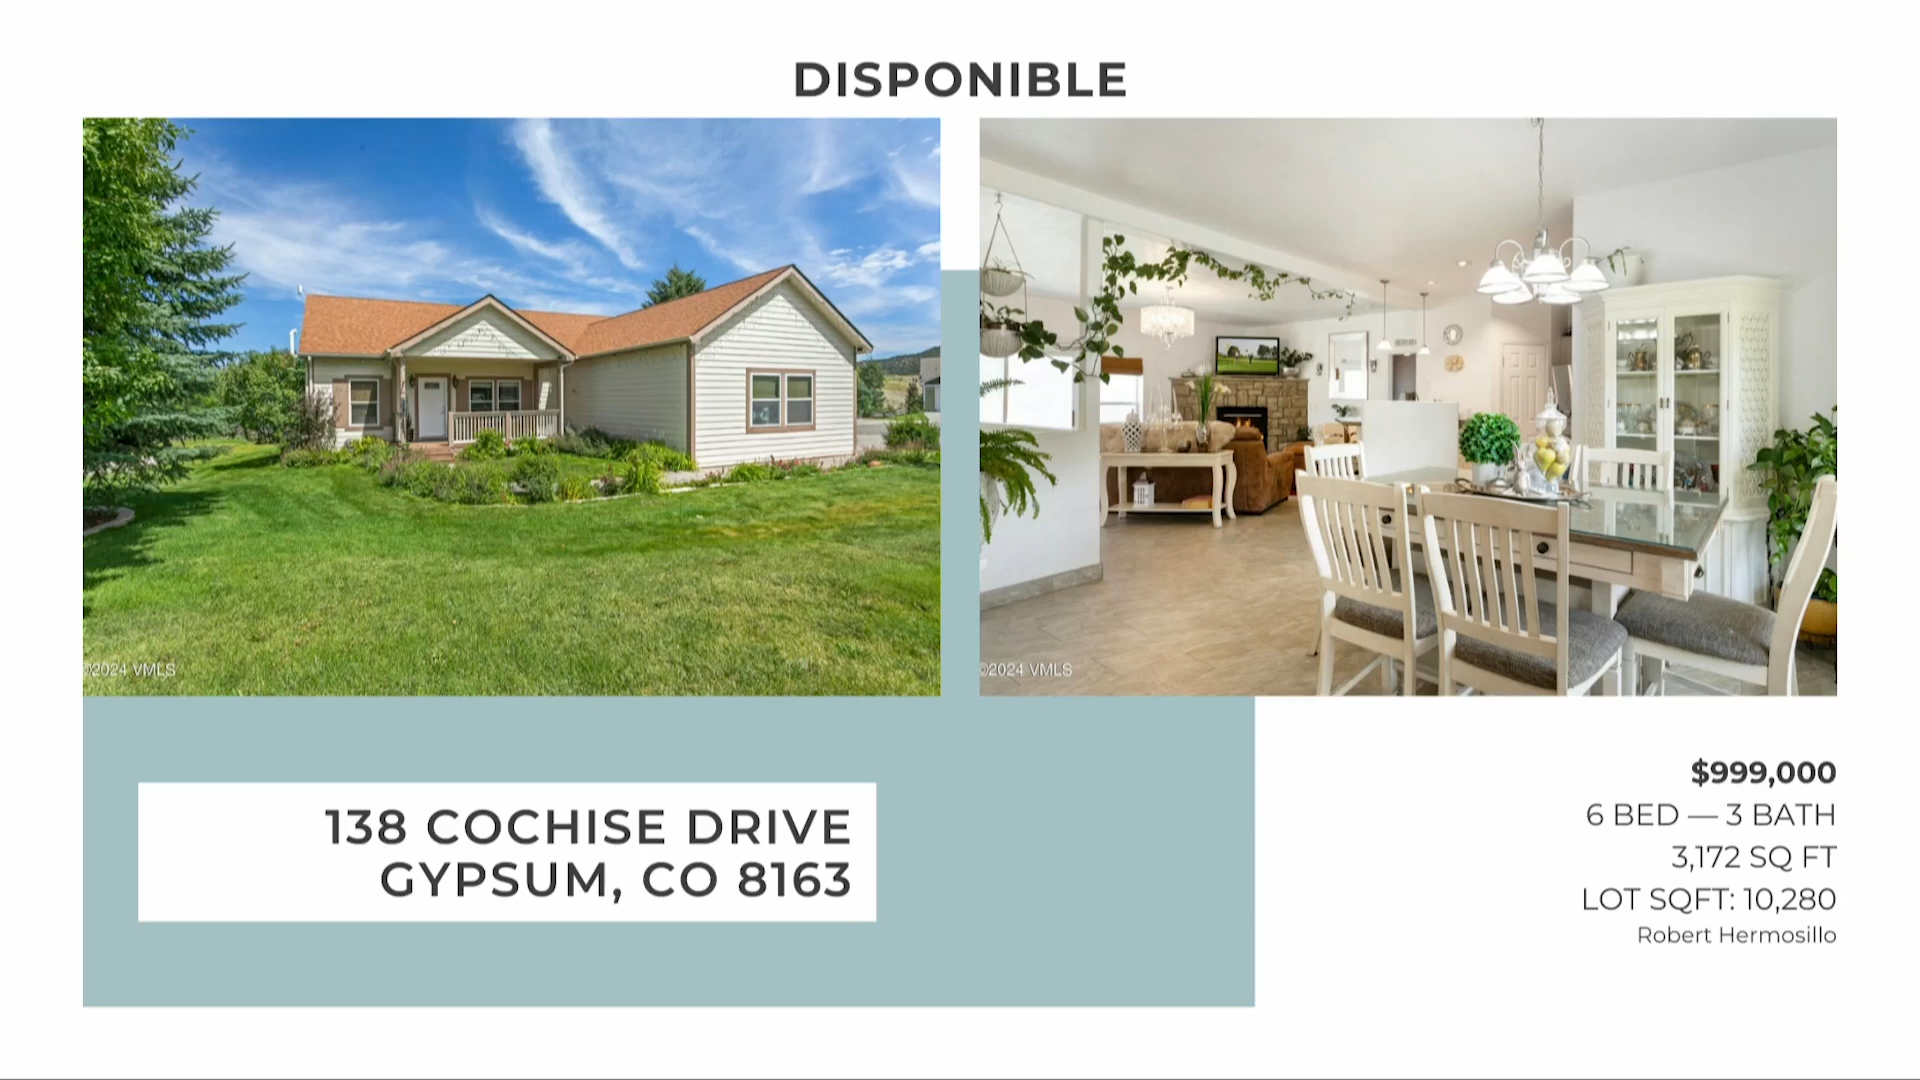 DISPONIBLE
©2024 VMLS
©2024 VMLS
138 COCHISE DRIVE
GYPSUM, CO 8163
$999,000
6 BED — 3 BATH
3,172 SQ FT
LOT SQFT: 10,280
Robert Hermosillo